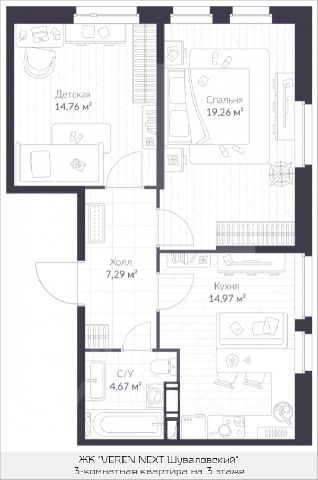 Детская
14.76 м²
Спальня
19.26 м²
Холл
7.29 м²
Кухня
14.97 м²
С/У
4.67 м²
ЖК "VEREN NEXT Шуваловский"
3-комнатная квартира на 3 этаже